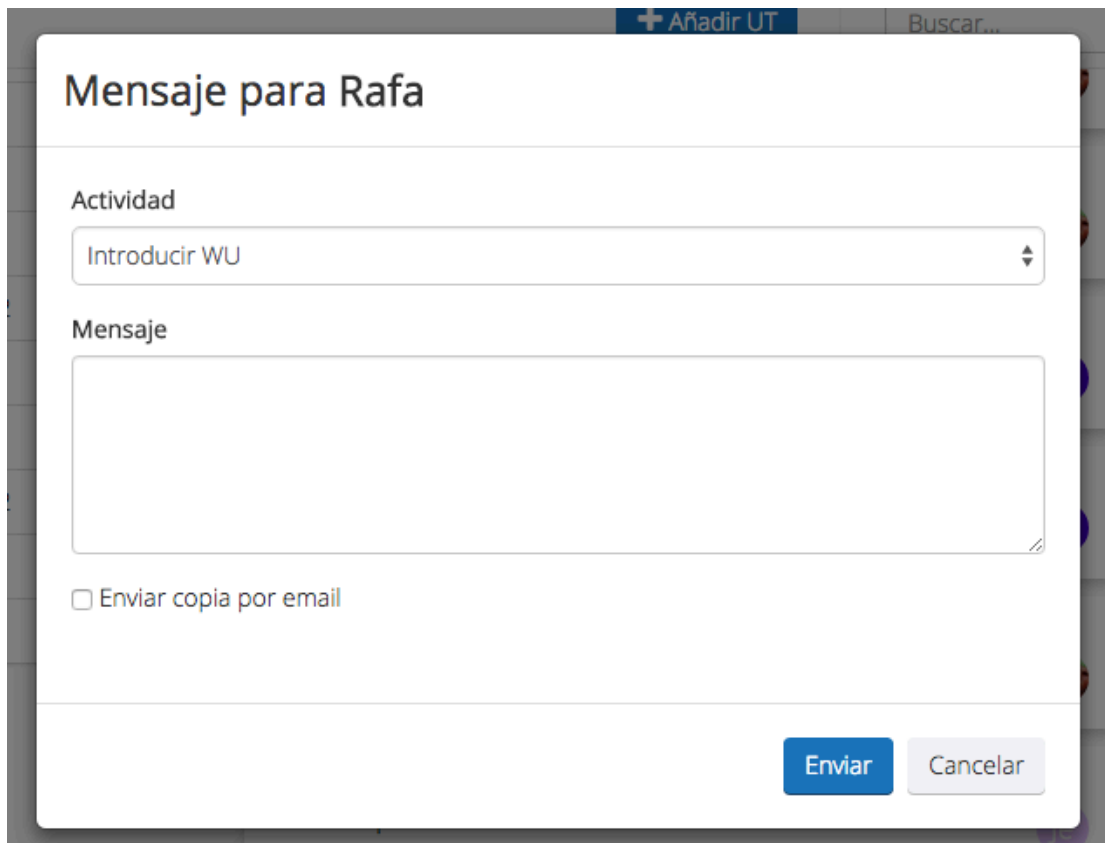 Añadir UT
Buscar...
Mensaje para Rafa
Actividad
Introducir WU
Mensaje
Enviar copia por email
Enviar
Cancelar